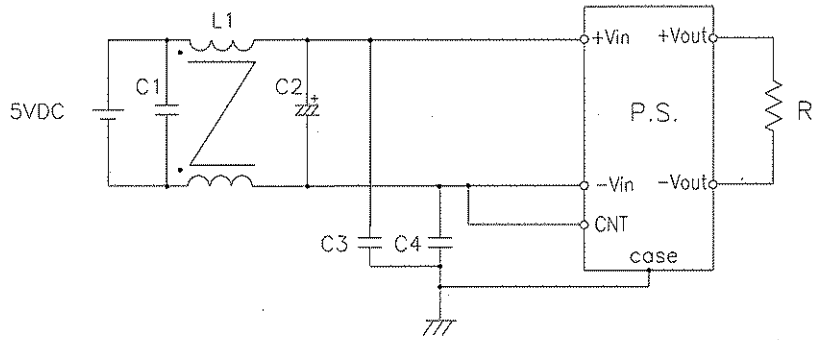 L1
+Vin
+Vout
C1
C2
+
5VDC
P.S.
R
-Vin
-Vout
CNT
C3
C4
case